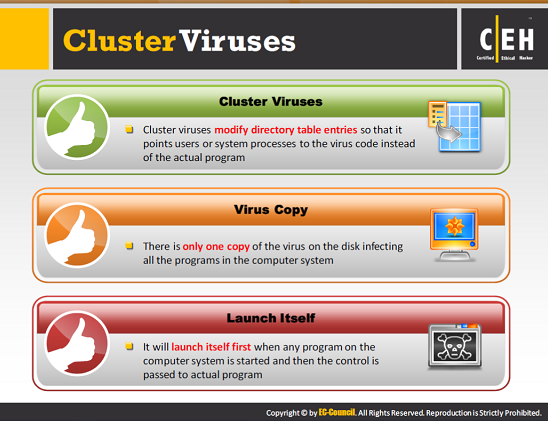 Cluster Viruses
C|EH
Certified Ethical Hacker
Cluster Viruses
Cluster viruses modify directory table entries so that it
points users or system processes to the virus code instead
of the actual program
Virus Copy
There is only one copy of the virus on the disk infecting
all the programs in the computer system
Launch Itself
It will launch itself first when any program on the
computer system is started and then the control is
passed to actual program
Copyright © by EC-Council. All Rights Reserved. Reproduction is Strictly Prohibited.